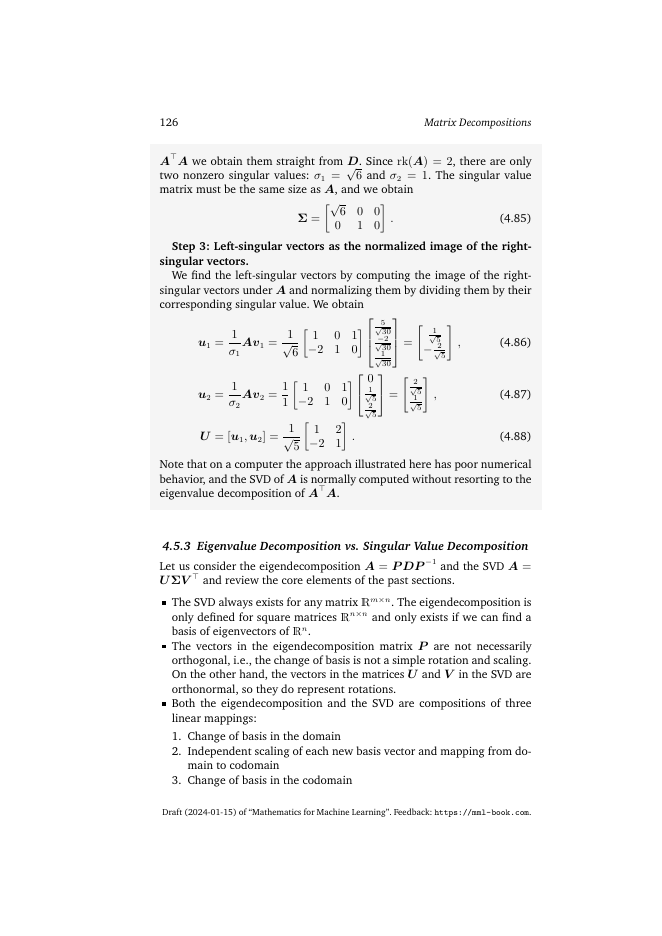 126 Matrix Decompositions
A⊤A we obtain them straight from D. Since rk(A) = 2, there are only
two nonzero singular values: σ1 = √6 and σ2 = 1. The singular value
matrix must be the same size as A, and we obtain
Σ = [√6 0 0; 0 1 0] . (4.85)
Step 3: Left-singular vectors as the normalized image of the right-
singular vectors.
We find the left-singular vectors by computing the image of the right-
singular vectors under A and normalizing them by dividing them by their
corresponding singular value. We obtain
u1 = 1/σ1 Av1 = 1/√6 [1 0 1; −2 1 0] [5/√30; −2/√30; 1/√30] = [1/√5; −2/√5] , (4.86)
u2 = 1/σ2 Av2 = 1/1 [1 0 1; −2 1 0] [0; 1/√5; 2/√5] = [2/√5; 1/√5] , (4.87)
U = [u1, u2] = 1/√5 [1 2; −2 1] . (4.88)
Note that on a computer the approach illustrated here has poor numerical
behavior, and the SVD of A is normally computed without resorting to the
eigenvalue decomposition of A⊤A.
4.5.3 Eigenvalue Decomposition vs. Singular Value Decomposition
Let us consider the eigendecomposition A = PDP−1 and the SVD A =
UΣV⊤ and review the core elements of the past sections.
▪ The SVD always exists for any matrix ℝm×n. The eigendecomposition is
only defined for square matrices ℝn×n and only exists if we can find a
basis of eigenvectors of ℝn.
▪ The vectors in the eigendecomposition matrix P are not necessarily
orthogonal, i.e., the change of basis is not a simple rotation and scaling.
On the other hand, the vectors in the matrices U and V in the SVD are
orthonormal, so they do represent rotations.
▪ Both the eigendecomposition and the SVD are compositions of three
linear mappings:
1. Change of basis in the domain
2. Independent scaling of each new basis vector and mapping from do-
main to codomain
3. Change of basis in the codomain
Draft (2024-01-15) of “Mathematics for Machine Learning”. Feedback: https://mml-book.com.